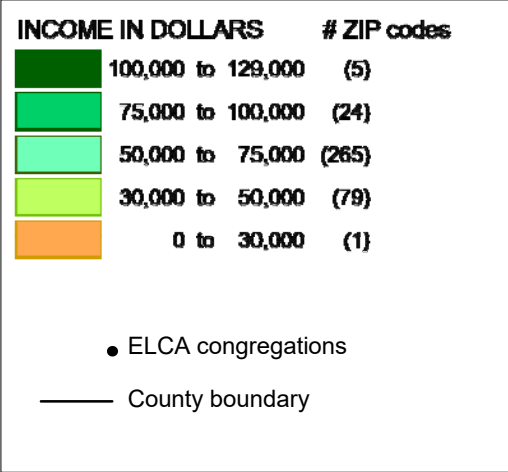 INCOME IN DOLLARS # ZIP codes
100,000 to 129,000 (5)
75,000 to 100,000 (24)
50,000 to 75,000 (265)
30,000 to 50,000 (79)
0 to 30,000 (1)
ELCA congregations
County boundary